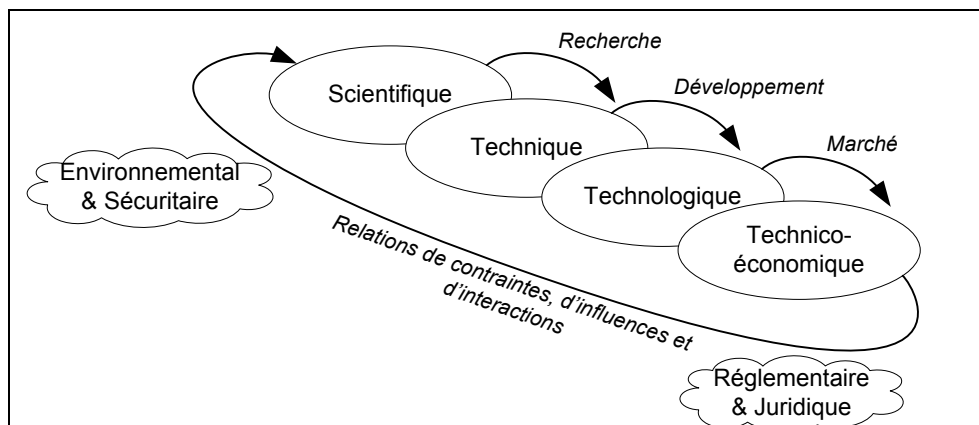 Recherche
Scientifique
Développement
Technique
Marché
Environnemental
& Sécuritaire
Technologique
Technico-
économique
Relations de contraintes, d'influences et
d'interactions
Réglementaire
& Juridique